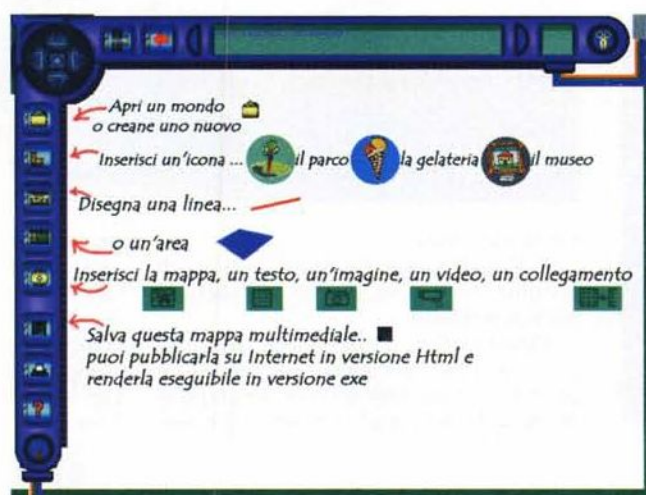 Apri un mondo
o creane uno nuovo
Inserisci un'icona ... il parco la gelateria il museo
Disegna una linea...
o un'area
Inserisci la mappa, un testo, un'imagine, un video, un collegamento
Salva questa mappa multimediale..
puoi pubblicarla su Internet in versione Html e
renderla eseguibile in versione exe
?